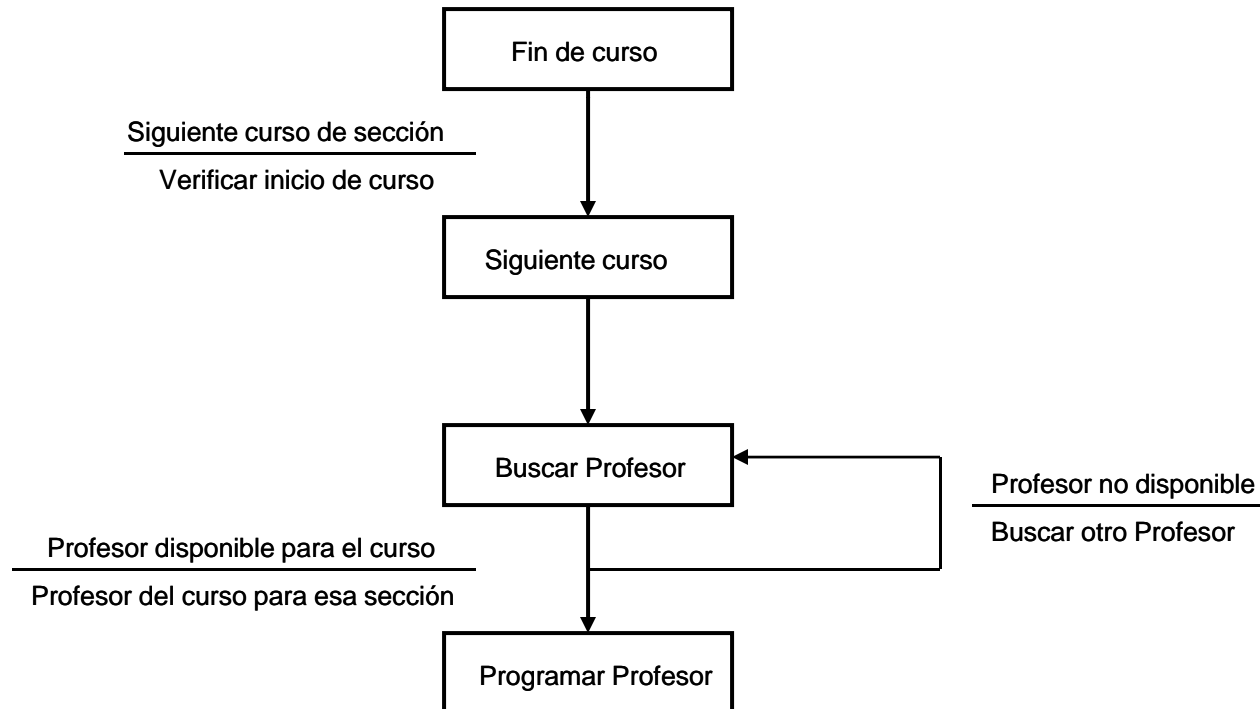 Fin de curso
Siguiente curso de sección
Verificar inicio de curso
Siguiente curso
Buscar Profesor
Profesor no disponible
Buscar otro Profesor
Profesor disponible para el curso
Profesor del curso para esa sección
Programar Profesor